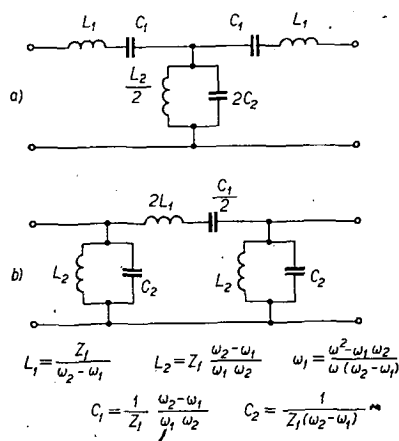 L₁ C₁ C₁ L₁
a) L₂/2 2C₂
2L₁ C₁/2
b) L₂ C₂ L₂ C₂
L₁ = Z₁/(ω₂-ω₁) L₂ = Z₁ (ω₂-ω₁)/(ω₁ ω₂) ω₁ = (ω²-ω₁ω₂)/(ω(ω₂-ω₁))
C₁ = 1/Z₁ (ω₂-ω₁)/(ω₁ ω₂) C₂ = 1/(Z₁(ω₂-ω₁))